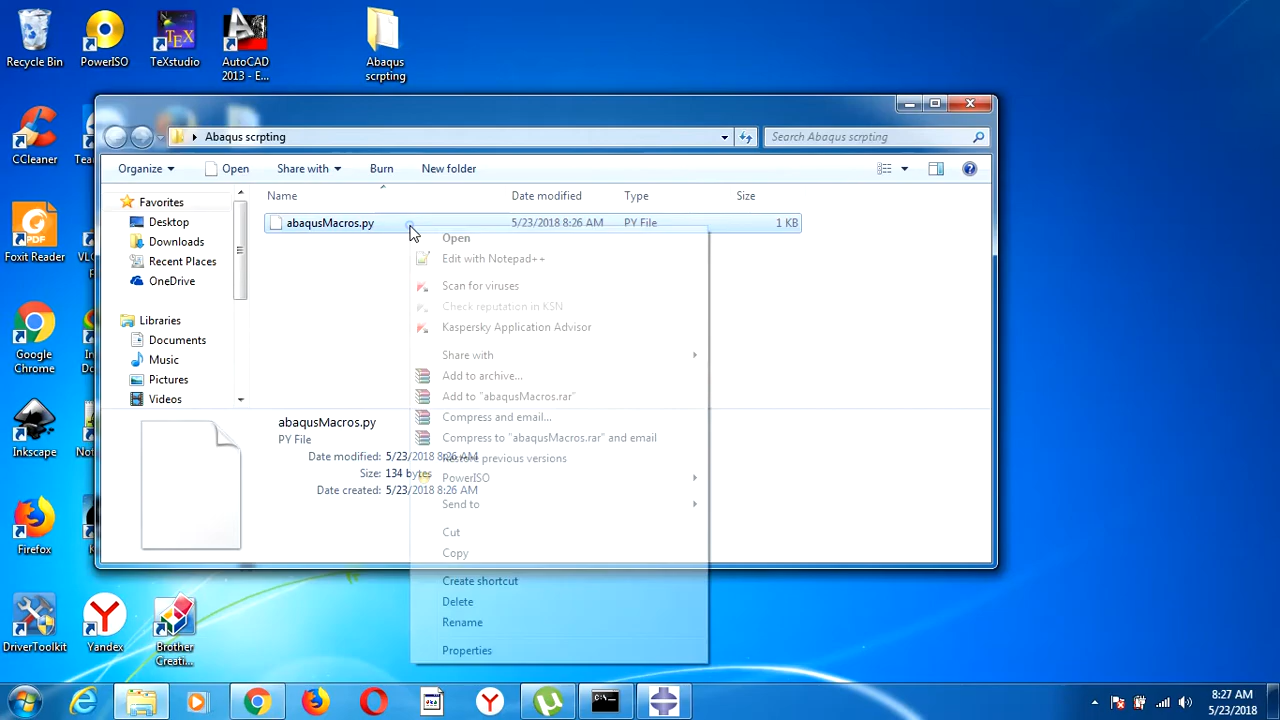 Recycle Bin
PowerISO
TeXstudio
AutoCAD
2013 - E...
Abaqus
scrpting
CCleaner
Foxit Reader
Google
Chrome
Inkscape
Firefox
DriverToolkit
Yandex
Brother
Creati...
Abaqus scrpting
Search Abaqus scrpting
Organize
Open
Share with
Burn
New folder
Favorites
Desktop
Downloads
Recent Places
OneDrive
Libraries
Documents
Music
Pictures
Videos
Name
Date modified
Type
Size
abaqusMacros.py
5/23/2018 8:26 AM
PY File
1 KB
Open
Edit with Notepad++
Scan for viruses
Check reputation in KSN
Kaspersky Application Advisor
Share with
Add to archive...
Add to "abaqusMacros.rar"
Compress and email...
Compress to "abaqusMacros.rar" and email
Restore previous versions
PowerISO
Send to
Cut
Copy
Create shortcut
Delete
Rename
Properties
abaqusMacros.py
PY File
Date modified: 5/23/2018 8:26 AM
Size: 134 bytes
Date created: 5/23/2018 8:26 AM
8:27 AM
5/23/2018